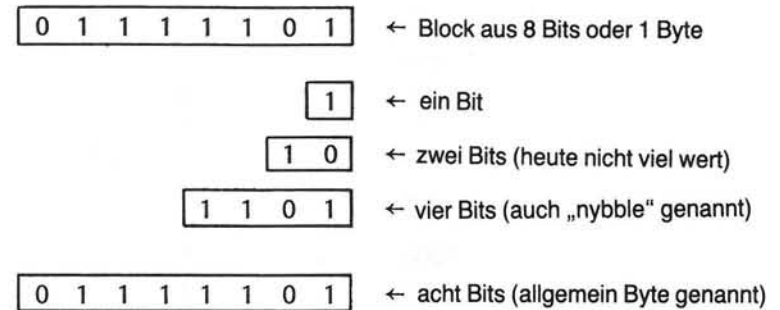 0 1 1 1 1 1 0 1 ← Block aus 8 Bits oder 1 Byte
1 ← ein Bit
1 0 ← zwei Bits (heute nicht viel wert)
1 1 0 1 ← vier Bits (auch „nybble“ genannt)
0 1 1 1 1 1 0 1 ← acht Bits (allgemein Byte genannt)